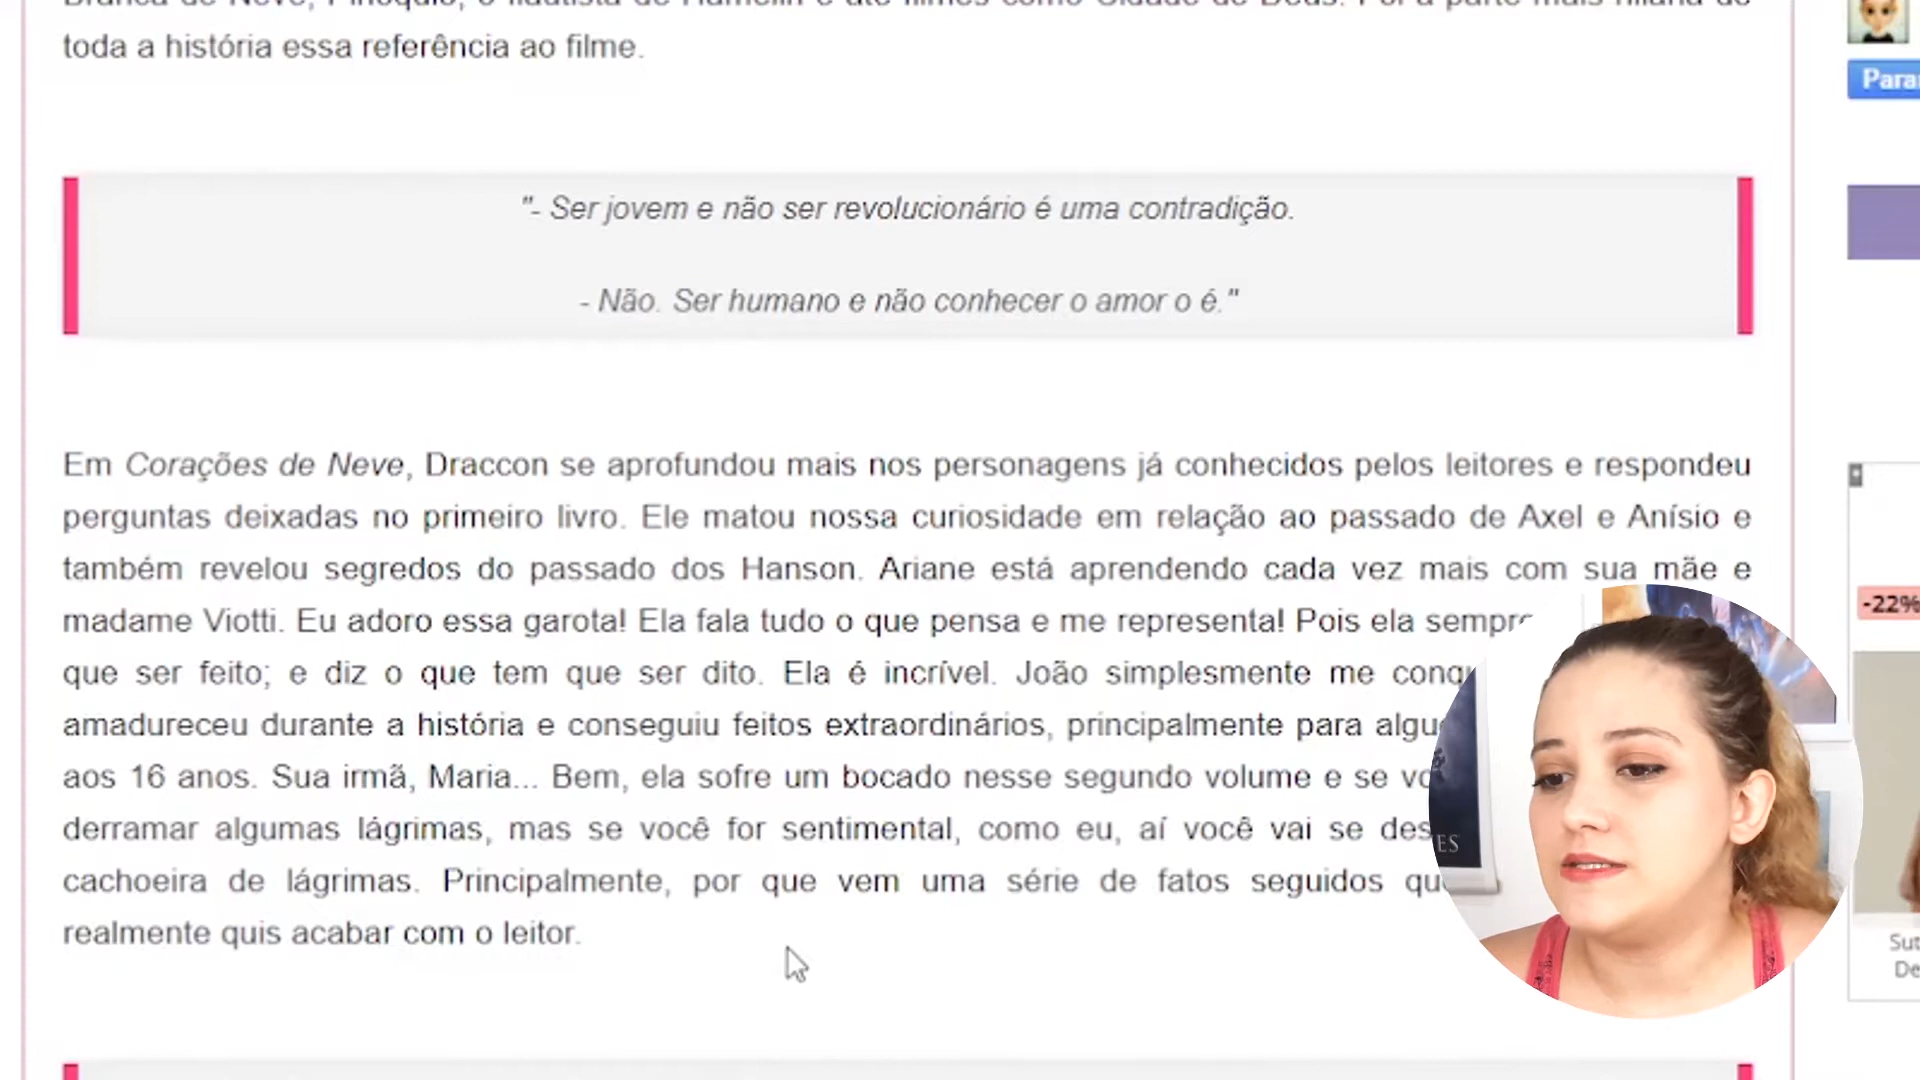 toda a história essa referência ao filme.
"- Ser jovem e não ser revolucionário é uma contradição.
- Não. Ser humano e não conhecer o amor o é."
Em Corações de Neve, Draccon se aprofundou mais nos personagens já conhecidos pelos leitores e respondeu
perguntas deixadas no primeiro livro. Ele matou nossa curiosidade em relação ao passado de Axel e Anísio e
também revelou segredos do passado dos Hanson. Ariane está aprendendo cada vez mais com sua mãe e
madame Viotti. Eu adoro essa garota! Ela fala tudo o que pensa e me representa! Pois ela sempre
que ser feito; e diz o que tem que ser dito. Ela é incrível. João simplesmente me conq
amadureceu durante a história e conseguiu feitos extraordinários, principalmente para algu
aos 16 anos. Sua irmã, Maria... Bem, ela sofre um bocado nesse segundo volume e se vo
derramar algumas lágrimas, mas se você for sentimental, como eu, aí você vai se des
cachoeira de lágrimas. Principalmente, por que vem uma série de fatos seguidos qu
realmente quis acabar com o leitor.
Para
-22%
Sut
De
ES